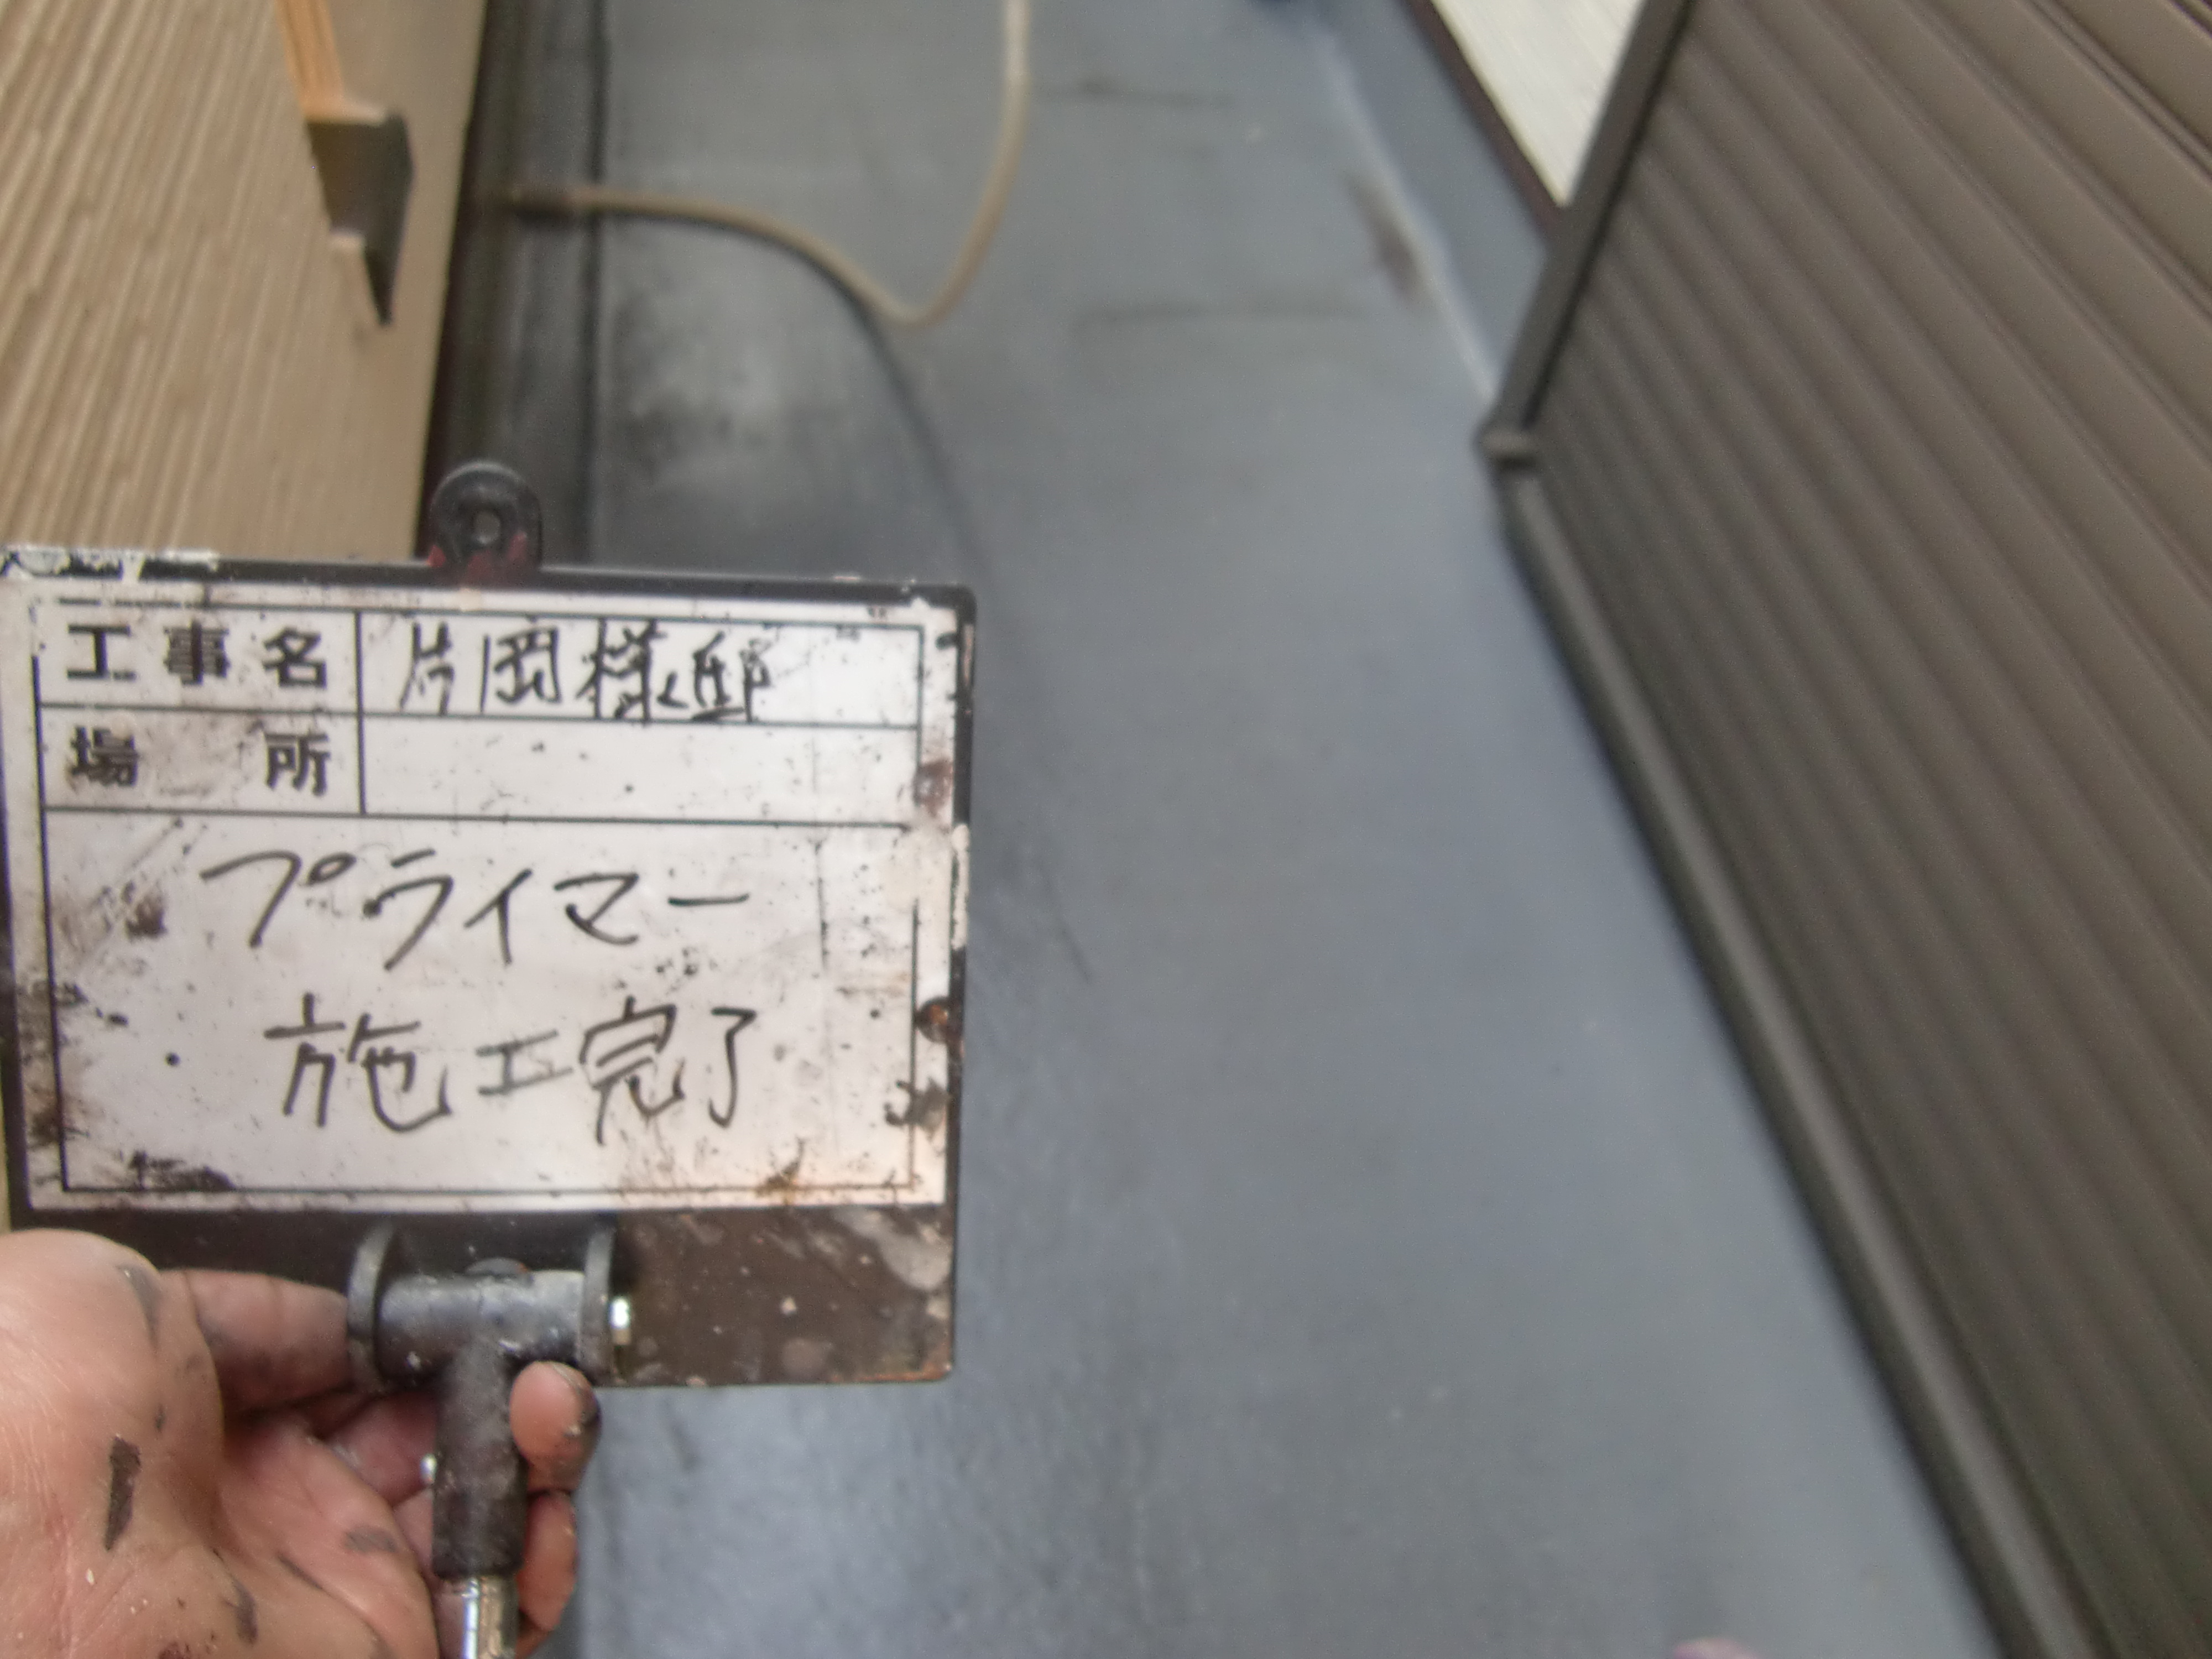 工事名 片岡様邸
場所
プライマー
施工完了